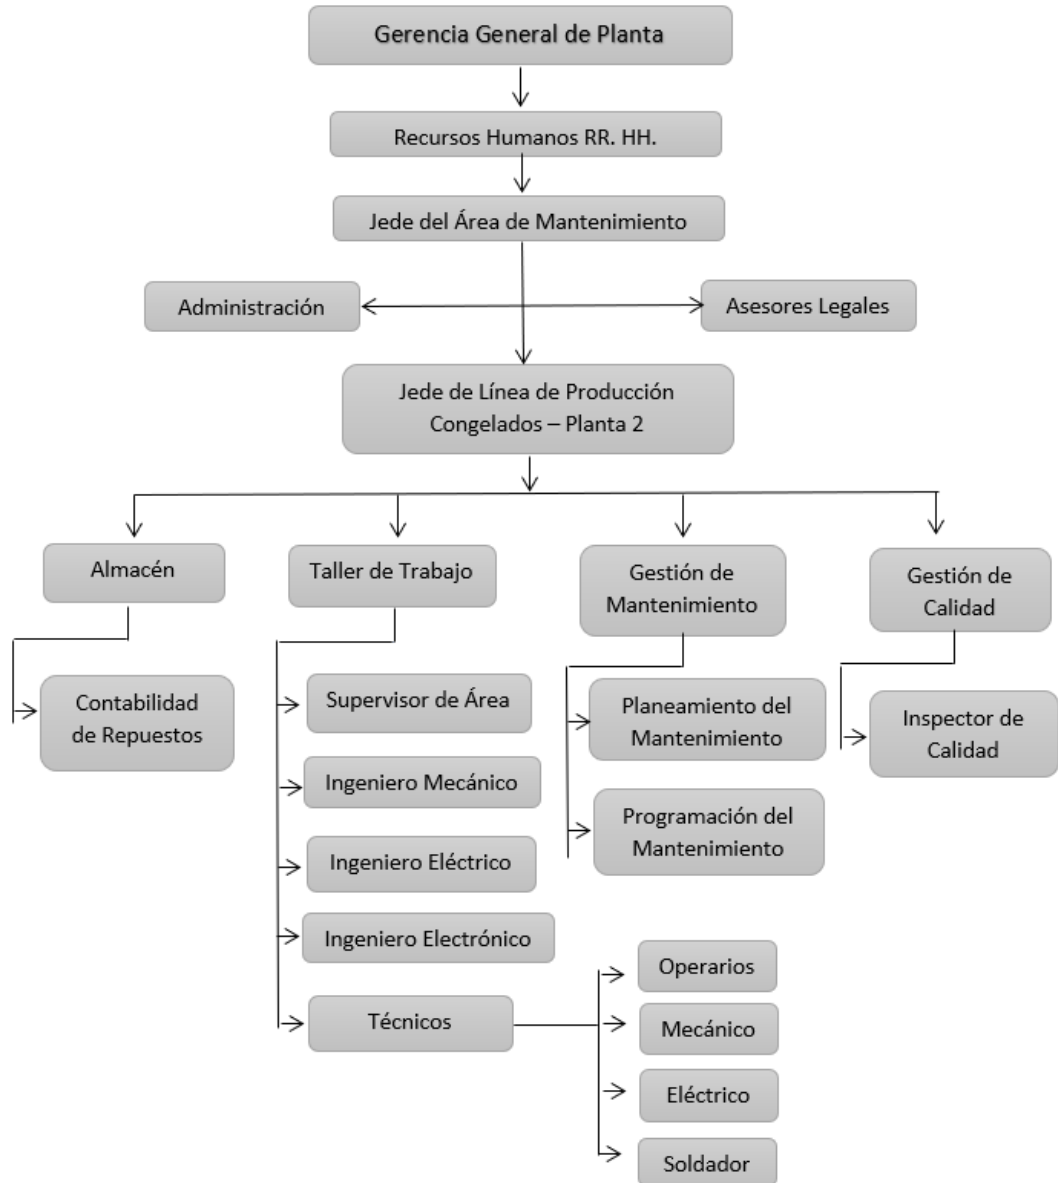 Gerencia General de Planta
Recursos Humanos RR. HH.
Jede del Área de Mantenimiento
Administración
Asesores Legales
Jede de Línea de Producción
Congelados – Planta 2
Almacén
Taller de Trabajo
Gestión de
Mantenimiento
Gestión de
Calidad
Contabilidad
de Repuestos
Supervisor de Área
Ingeniero Mecánico
Ingeniero Eléctrico
Ingeniero Electrónico
Técnicos
Operarios
Mecánico
Eléctrico
Soldador
Planeamiento del
Mantenimiento
Programación del
Mantenimiento
Inspector de
Calidad